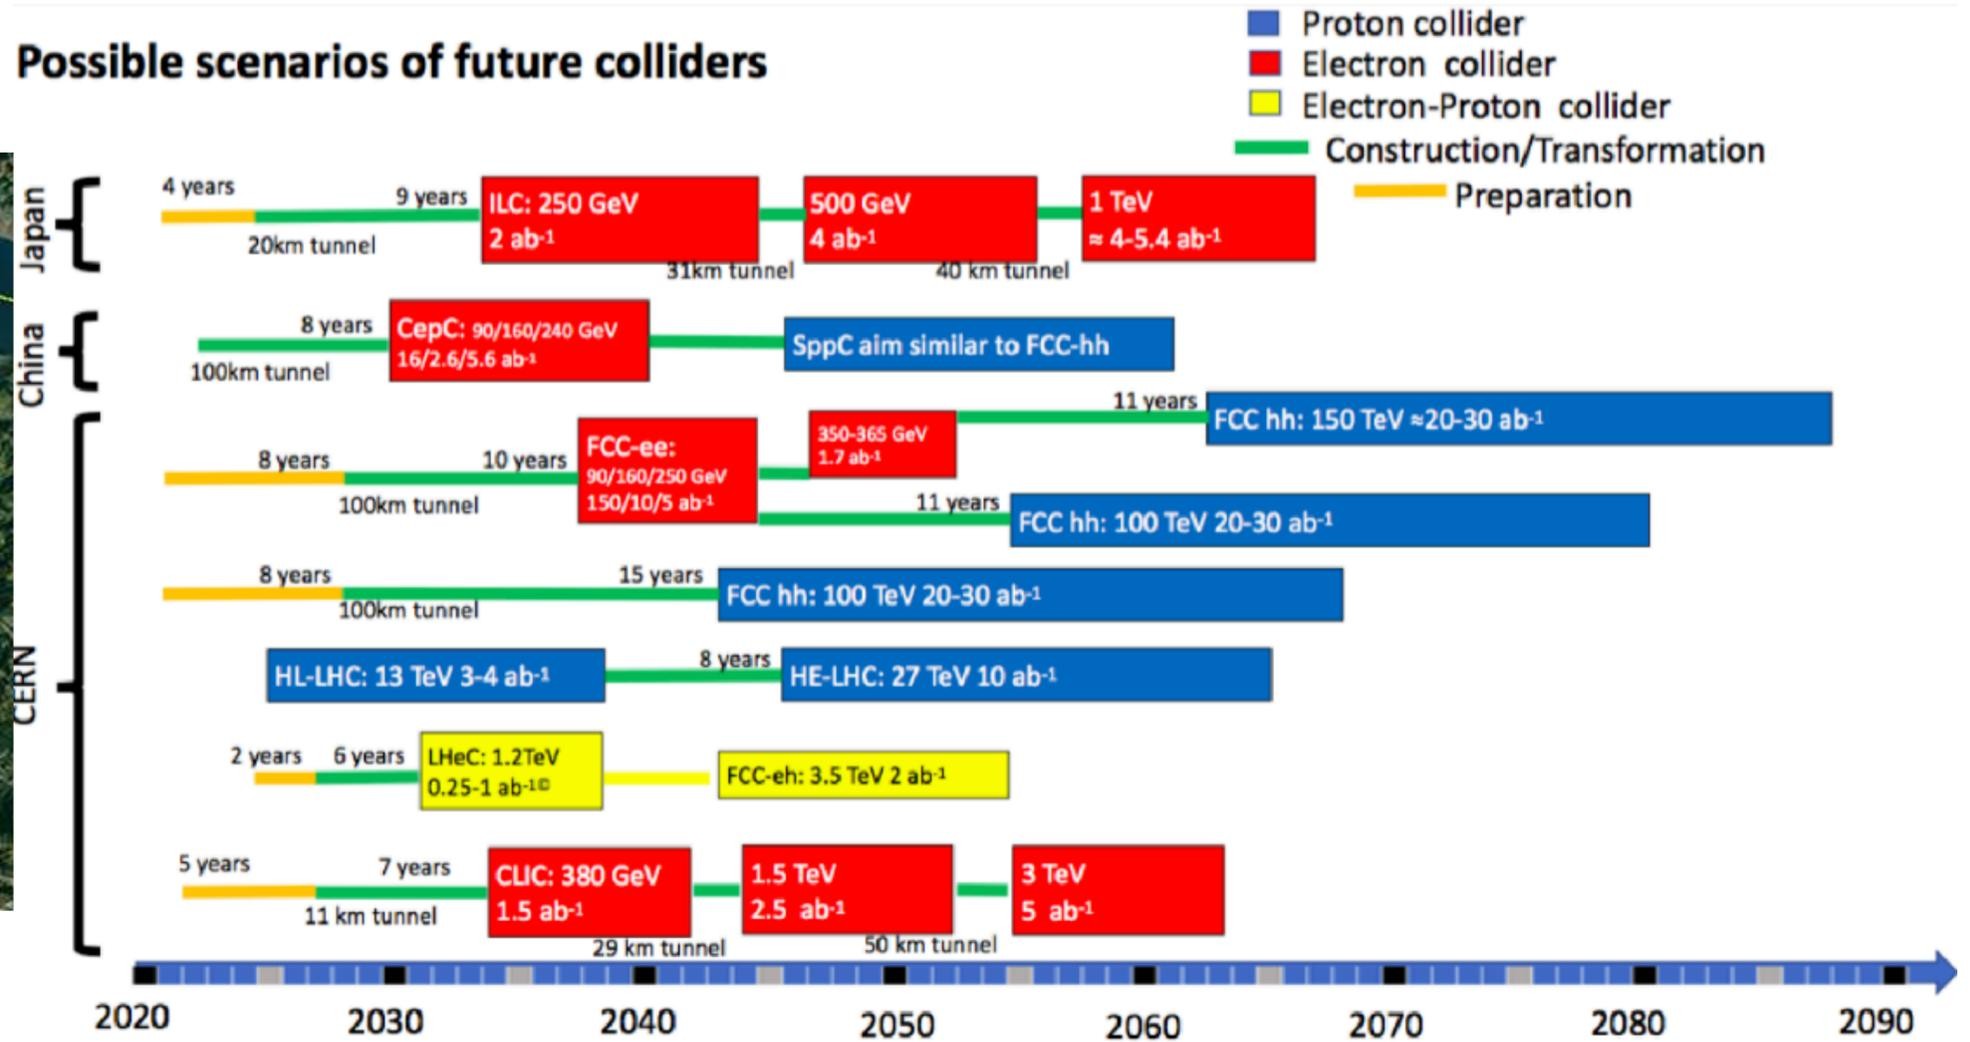 Possible scenarios of future colliders
Proton collider
Electron collider
Electron-Proton collider
Construction/Transformation
Preparation
Japan
4 years
9 years
20km tunnel
ILC: 250 GeV
2 ab-1
31km tunnel
500 GeV
4 ab-1
40 km tunnel
1 TeV
≈ 4-5.4 ab-1
China
8 years
100km tunnel
CepC: 90/160/240 GeV
16/2.6/5.6 ab-1
SppC aim similar to FCC-hh
CERN
8 years
10 years
100km tunnel
FCC-ee:
90/160/250 GeV
150/10/5 ab-1
350-365 GeV
1.7 ab-1
11 years
FCC hh: 150 TeV ≈20-30 ab-1
11 years
FCC hh: 100 TeV 20-30 ab-1
8 years
15 years
100km tunnel
FCC hh: 100 TeV 20-30 ab-1
HL-LHC: 13 TeV 3-4 ab-1
8 years
HE-LHC: 27 TeV 10 ab-1
2 years
6 years
LHeC: 1.2TeV
0.25-1 ab-1©
FCC-eh: 3.5 TeV 2 ab-1
5 years
7 years
11 km tunnel
CLIC: 380 GeV
1.5 ab-1
29 km tunnel
1.5 TeV
2.5 ab-1
50 km tunnel
3 TeV
5 ab-1
2020
2030
2040
2050
2060
2070
2080
2090